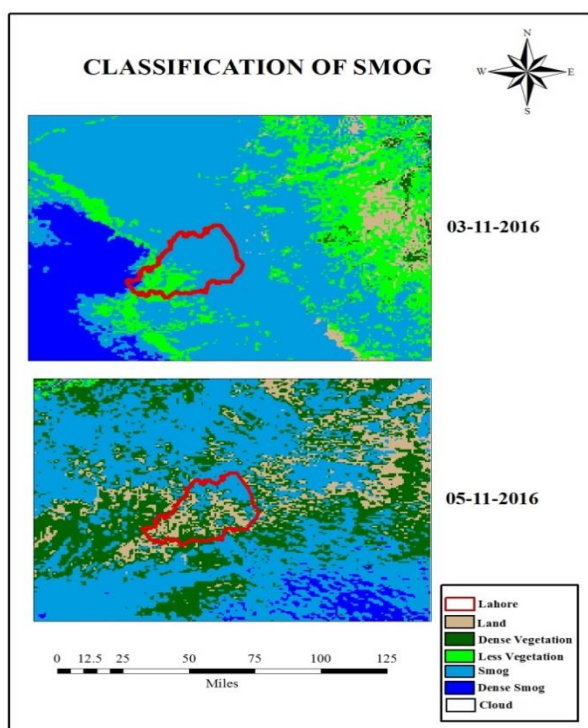 CLASSIFICATION OF SMOG
N
W E
S
03-11-2016
05-11-2016
Lahore
Land
Dense Vegetation
Less Vegetation
Smog
Dense Smog
Cloud
0 12.5 25 50 75 100 125
Miles